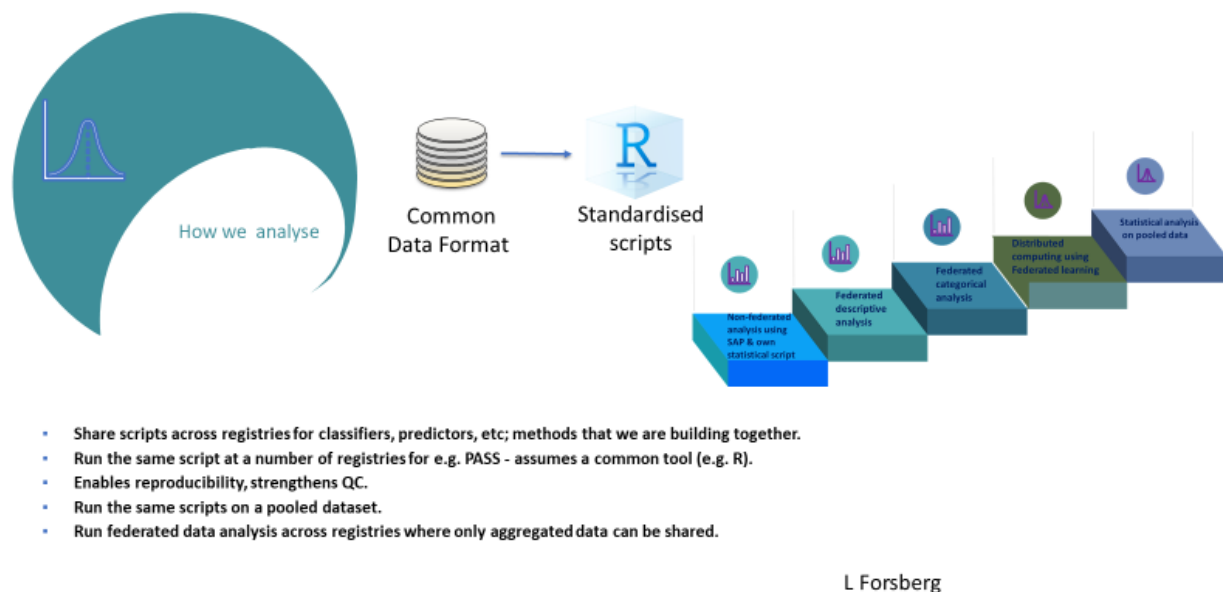 How we analyse
Common
Data Format
R
Standardised
scripts
Non-federated
analysis using
SAP & own
statistical script
Federated
descriptive
analysis
Federated
categorical
analysis
Distributed
computing using
Federated learning
Statistical analysis
on pooled data
▪ Share scripts across registries for classifiers, predictors, etc; methods that we are building together.
▪ Run the same script at a number of registries for e.g. PASS - assumes a common tool (e.g. R).
▪ Enables reproducibility, strengthens QC.
▪ Run the same scripts on a pooled dataset.
▪ Run federated data analysis across registries where only aggregated data can be shared.
L Forsberg